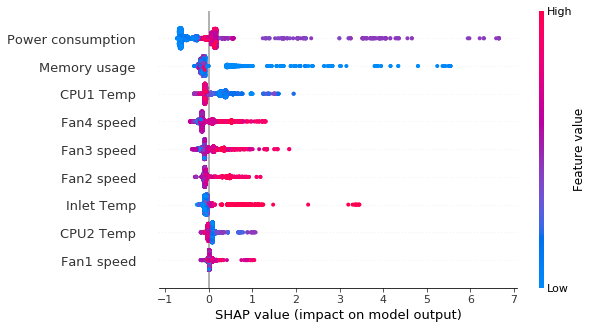 High
Power consumption
Memory usage
CPU1 Temp
Fan4 speed
Fan3 speed
Fan2 speed
Inlet Temp
CPU2 Temp
Fan1 speed
Feature value
Low
−1 0 1 2 3 4 5 6 7
SHAP value (impact on model output)